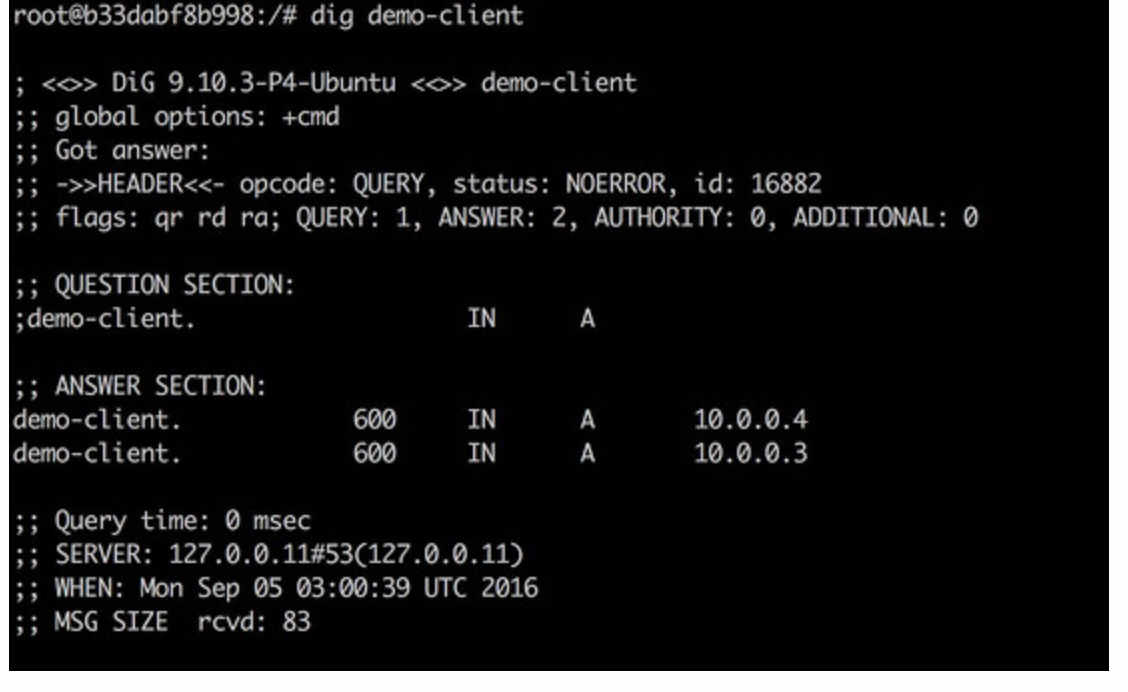 root@b33dabf8b998:/# dig demo-client
; <<>> DiG 9.10.3-P4-Ubuntu <<>> demo-client
;; global options: +cmd
;; Got answer:
;; ->>HEADER<<- opcode: QUERY, status: NOERROR, id: 16882
;; flags: qr rd ra; QUERY: 1, ANSWER: 2, AUTHORITY: 0, ADDITIONAL: 0
;; QUESTION SECTION:
;demo-client. IN A
;; ANSWER SECTION:
demo-client. 600 IN A 10.0.0.4
demo-client. 600 IN A 10.0.0.3
;; Query time: 0 msec
;; SERVER: 127.0.0.11#53(127.0.0.11)
;; WHEN: Mon Sep 05 03:00:39 UTC 2016
;; MSG SIZE rcvd: 83